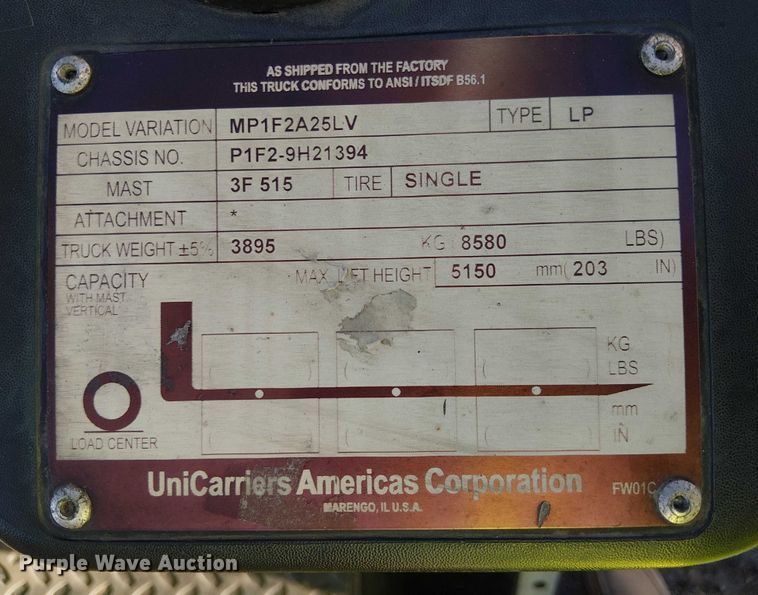 AS SHIPPED FROM THE FACTORY
THIS TRUCK CONFORMS TO ANSI / ITSDF B56.1
MODEL VARIATION MP1F2A25LV TYPE LP
CHASSIS NO. P1F2-9H21394
MAST 3F 515 TIRE SINGLE
ATTACHMENT *
TRUCK WEIGHT ±5% 3895 KG ( 8580 LBS)
CAPACITY MAX. LIFT HEIGHT 5150 mm( 203 IN)
WITH MAST
VERTICAL
KG
( ( ( LBS
mm
LOAD CENTER ( ( ( IN
UniCarriers Americas Corporation FW01C
MARENGO, IL U.S.A.
Purple Wave Auction